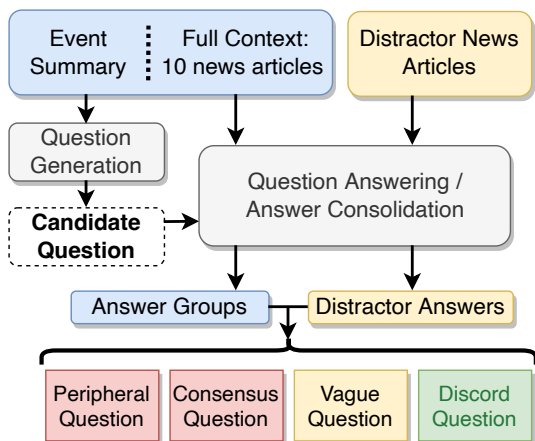 Event
Summary
Full Context:
10 news articles
Distractor News
Articles
Question
Generation
Candidate
Question
Question Answering /
Answer Consolidation
Answer Groups
Distractor Answers
Peripheral
Question
Consensus
Question
Vague
Question
Discord
Question